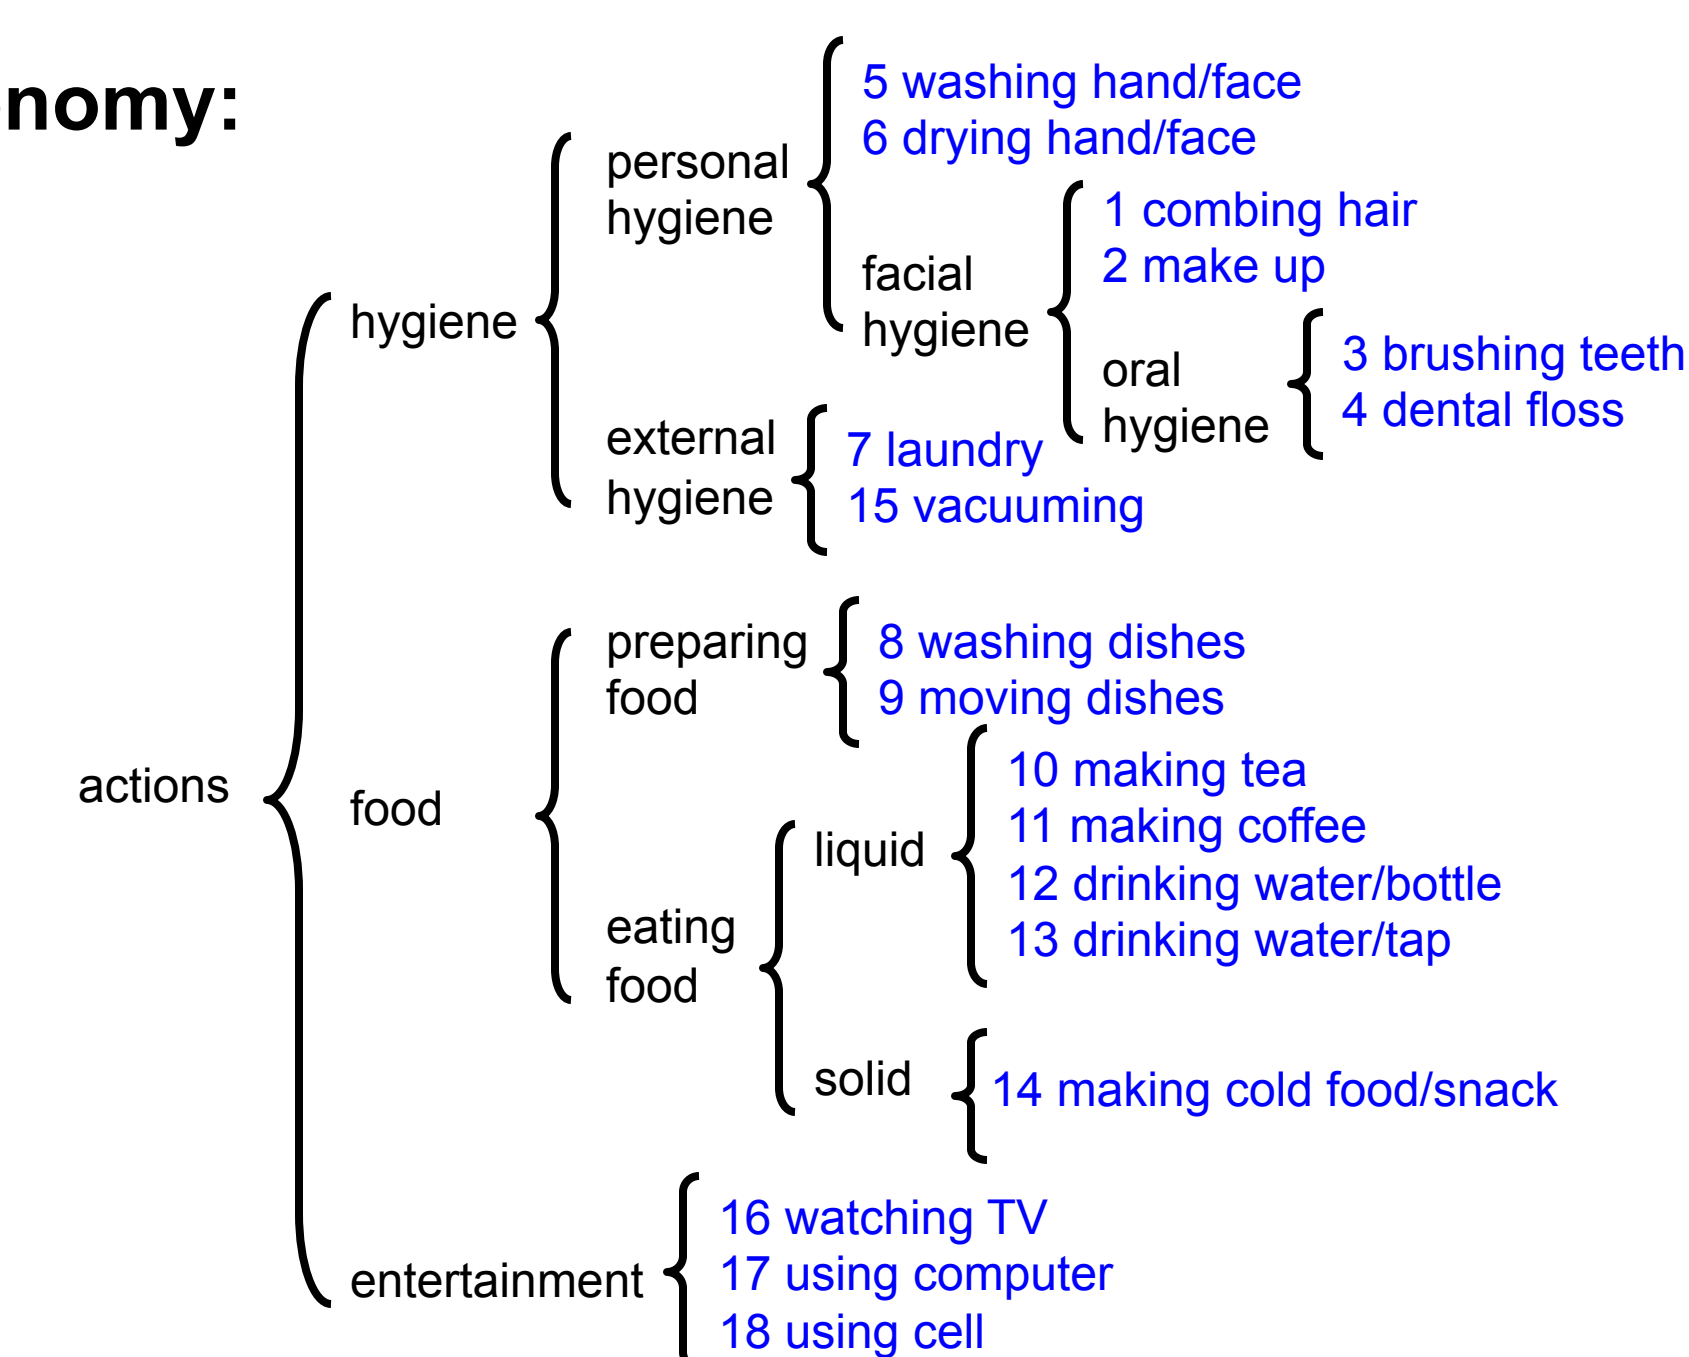 nomy:
5 washing hand/face
6 drying hand/face
personal
hygiene
1 combing hair
2 make up
facial
hygiene
hygiene
3 brushing teeth
4 dental floss
oral
hygiene
external
hygiene
7 laundry
15 vacuuming
preparing
food
8 washing dishes
9 moving dishes
actions
food
10 making tea
11 making coffee
12 drinking water/bottle
13 drinking water/tap
liquid
eating
food
solid
14 making cold food/snack
entertainment
16 watching TV
17 using computer
18 using cell